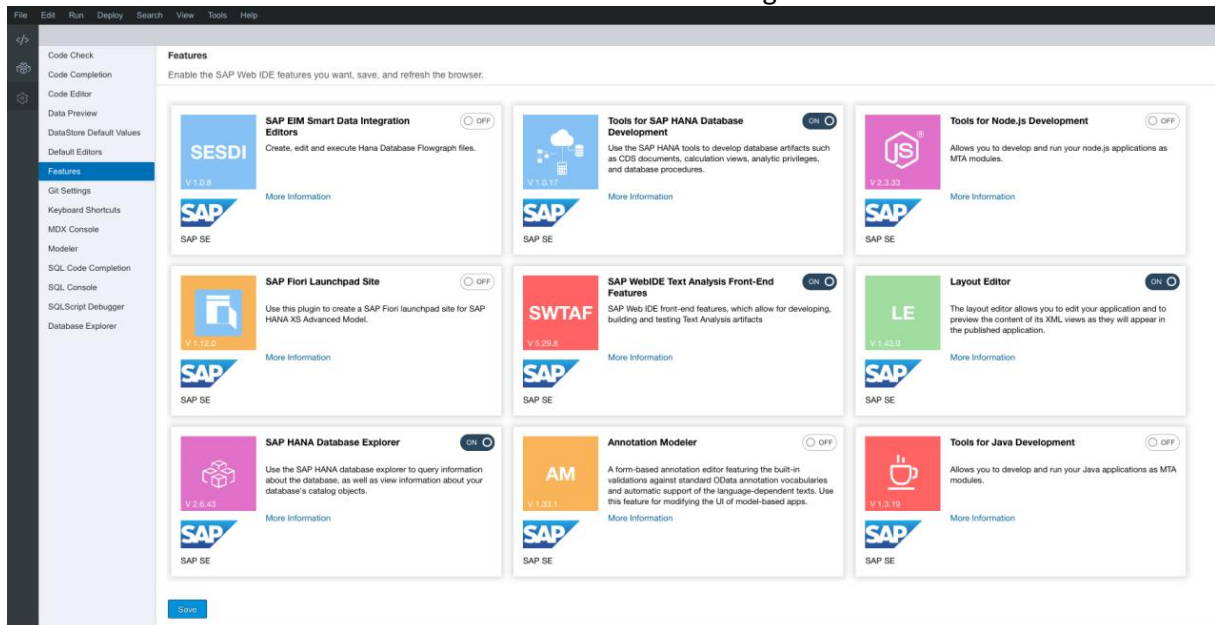 File Edit Run Deploy Search View Tools Help
Code Check
Code Completion
Code Editor
Data Preview
DataStore Default Values
Default Editors
Features
Git Settings
Keyboard Shortcuts
MDX Console
Modeler
SQL Code Completion
SQL Console
SQLScript Debugger
Database Explorer
Features
Enable the SAP Web IDE features you want, save, and refresh the browser.
SESDI
V 1.0.6
SAP
SAP SE
SAP EIM Smart Data Integration
Editors
OFF
Create, edit and execute Hana Database Flowgraph files.
More Information
V 1.0.17
SAP
SAP SE
Tools for SAP HANA Database
Development
ON
Use the SAP HANA tools to develop database artifacts such
as CDS documents, calculation views, analytic privileges,
and database procedures.
More Information
JS
V 2.3.33
SAP
SAP SE
Tools for Node.js Development
OFF
Allows you to develop and run your node.js applications as
MTA modules.
More Information
V 1.12.0
SAP
SAP SE
SAP Fiori Launchpad Site
OFF
Use this plugin to create a SAP Fiori launchpad site for SAP
HANA XS Advanced Model.
More Information
SWTAF
V 5.29.8
SAP
SAP SE
SAP WebIDE Text Analysis Front-End
Features
ON
SAP Web IDE front-end features, which allow for developing,
building and testing Text Analysis artifacts
More Information
LE
V 1.43.0
SAP
SAP SE
Layout Editor
ON
The layout editor allows you to edit your application and to
preview the content of its XML views as they will appear in
the published application.
More Information
V 2.6.43
SAP
SAP SE
SAP HANA Database Explorer
ON
Use the SAP HANA database explorer to query information
about the database, as well as view information about your
database's catalog objects.
More Information
AM
V 1.33.1
SAP
SAP SE
Annotation Modeler
OFF
A form-based annotation editor featuring the built-in
validations against standard OData annotation vocabularies
and automatic support of the language-dependent texts. Use
this feature for modifying the UI of model-based apps.
More Information
V 1.3.19
SAP
SAP SE
Tools for Java Development
OFF
Allows you to develop and run your Java applications as MTA
modules.
More Information
Save